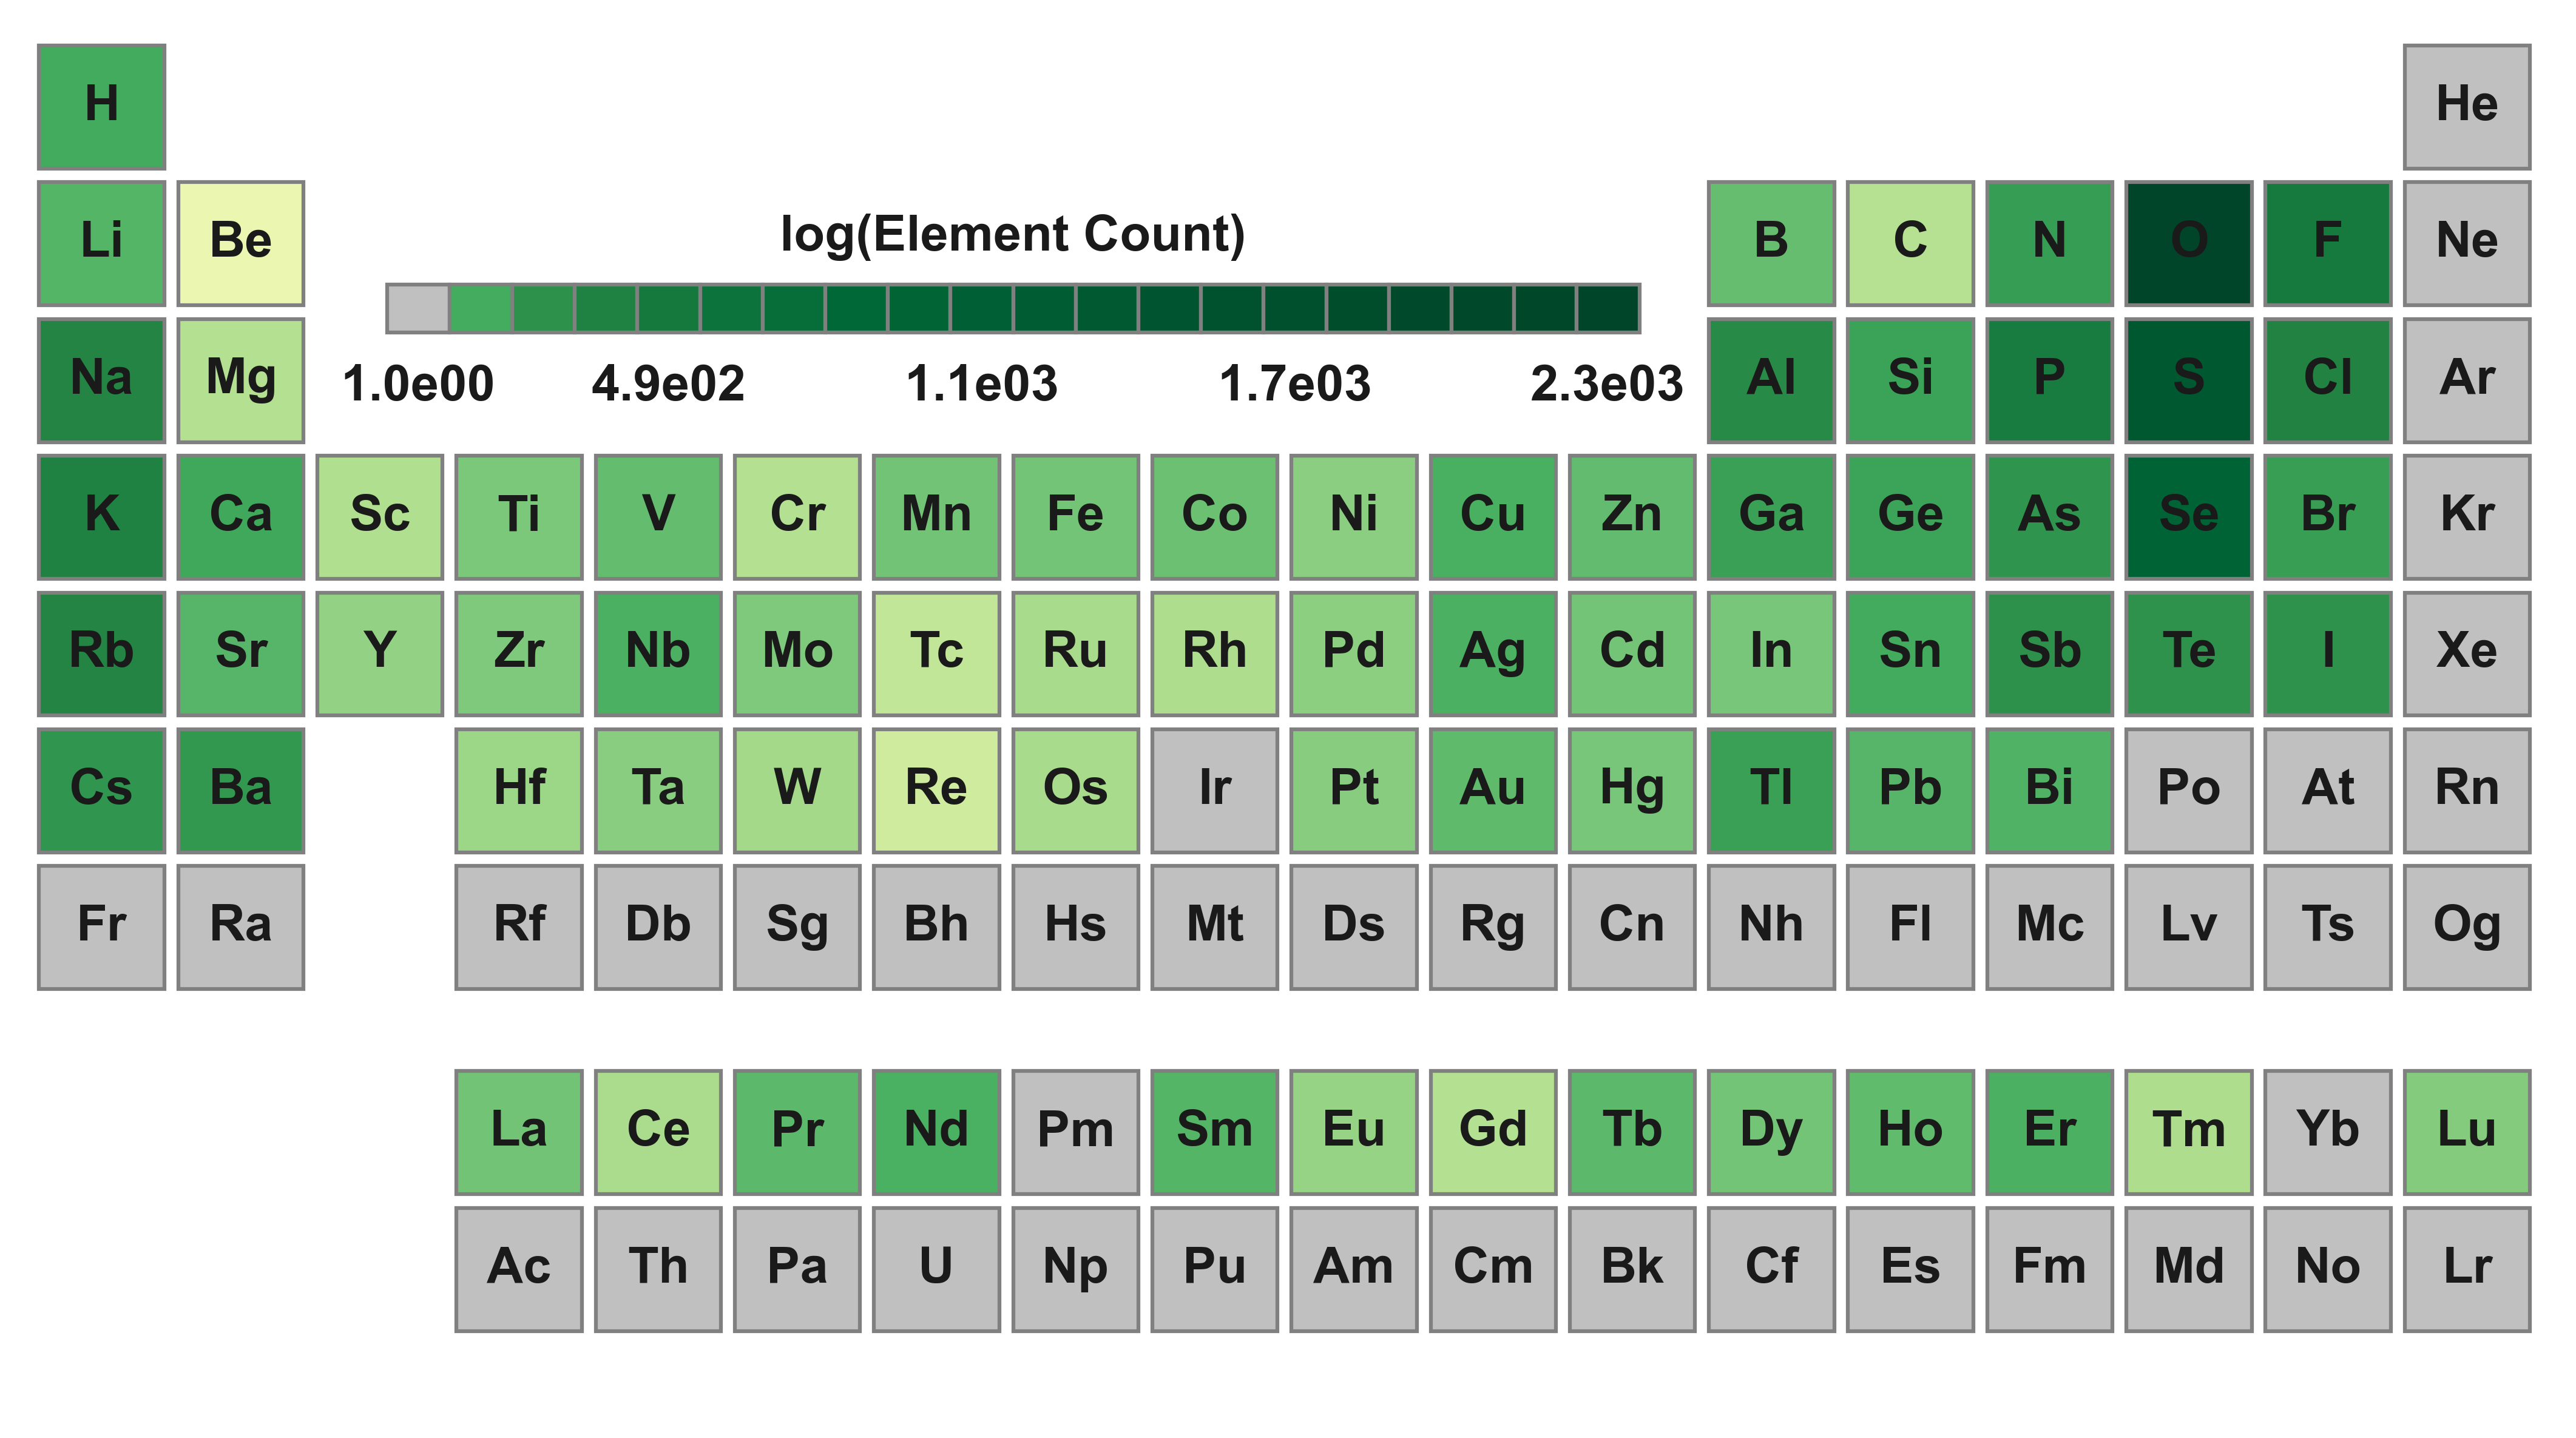 H He
Li Be B C N O F Ne
log(Element Count)
Na Mg Al Si P S Cl Ar
1.0e00 4.9e02 1.1e03 1.7e03 2.3e03
K Ca Sc Ti V Cr Mn Fe Co Ni Cu Zn Ga Ge As Se Br Kr
Rb Sr Y Zr Nb Mo Tc Ru Rh Pd Ag Cd In Sn Sb Te I Xe
Cs Ba Hf Ta W Re Os Ir Pt Au Hg Tl Pb Bi Po At Rn
Fr Ra Rf Db Sg Bh Hs Mt Ds Rg Cn Nh Fl Mc Lv Ts Og
La Ce Pr Nd Pm Sm Eu Gd Tb Dy Ho Er Tm Yb Lu
Ac Th Pa U Np Pu Am Cm Bk Cf Es Fm Md No Lr